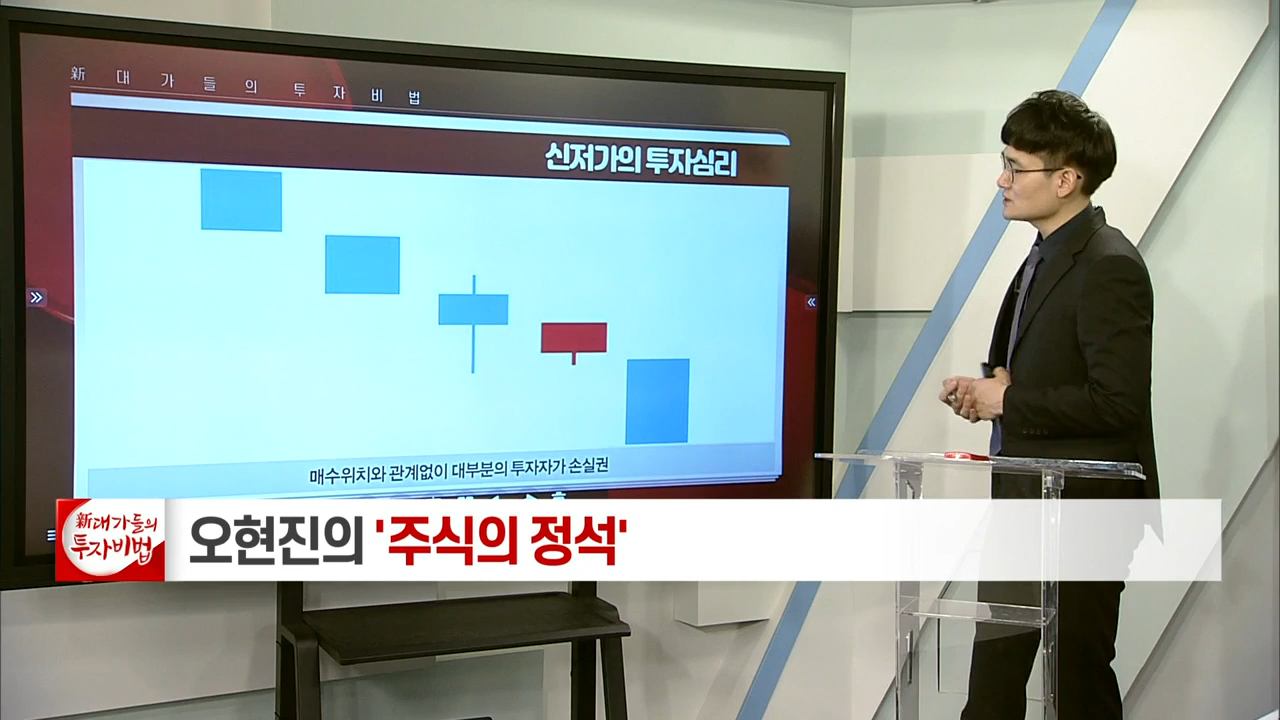 新 대 가 들 의 투 자 비 법
신저가의 투자심리
매수위치와 관계없이 대부분의 투자자가 손실권
新대가들의
투자비법
오현진의 '주식의 정석'